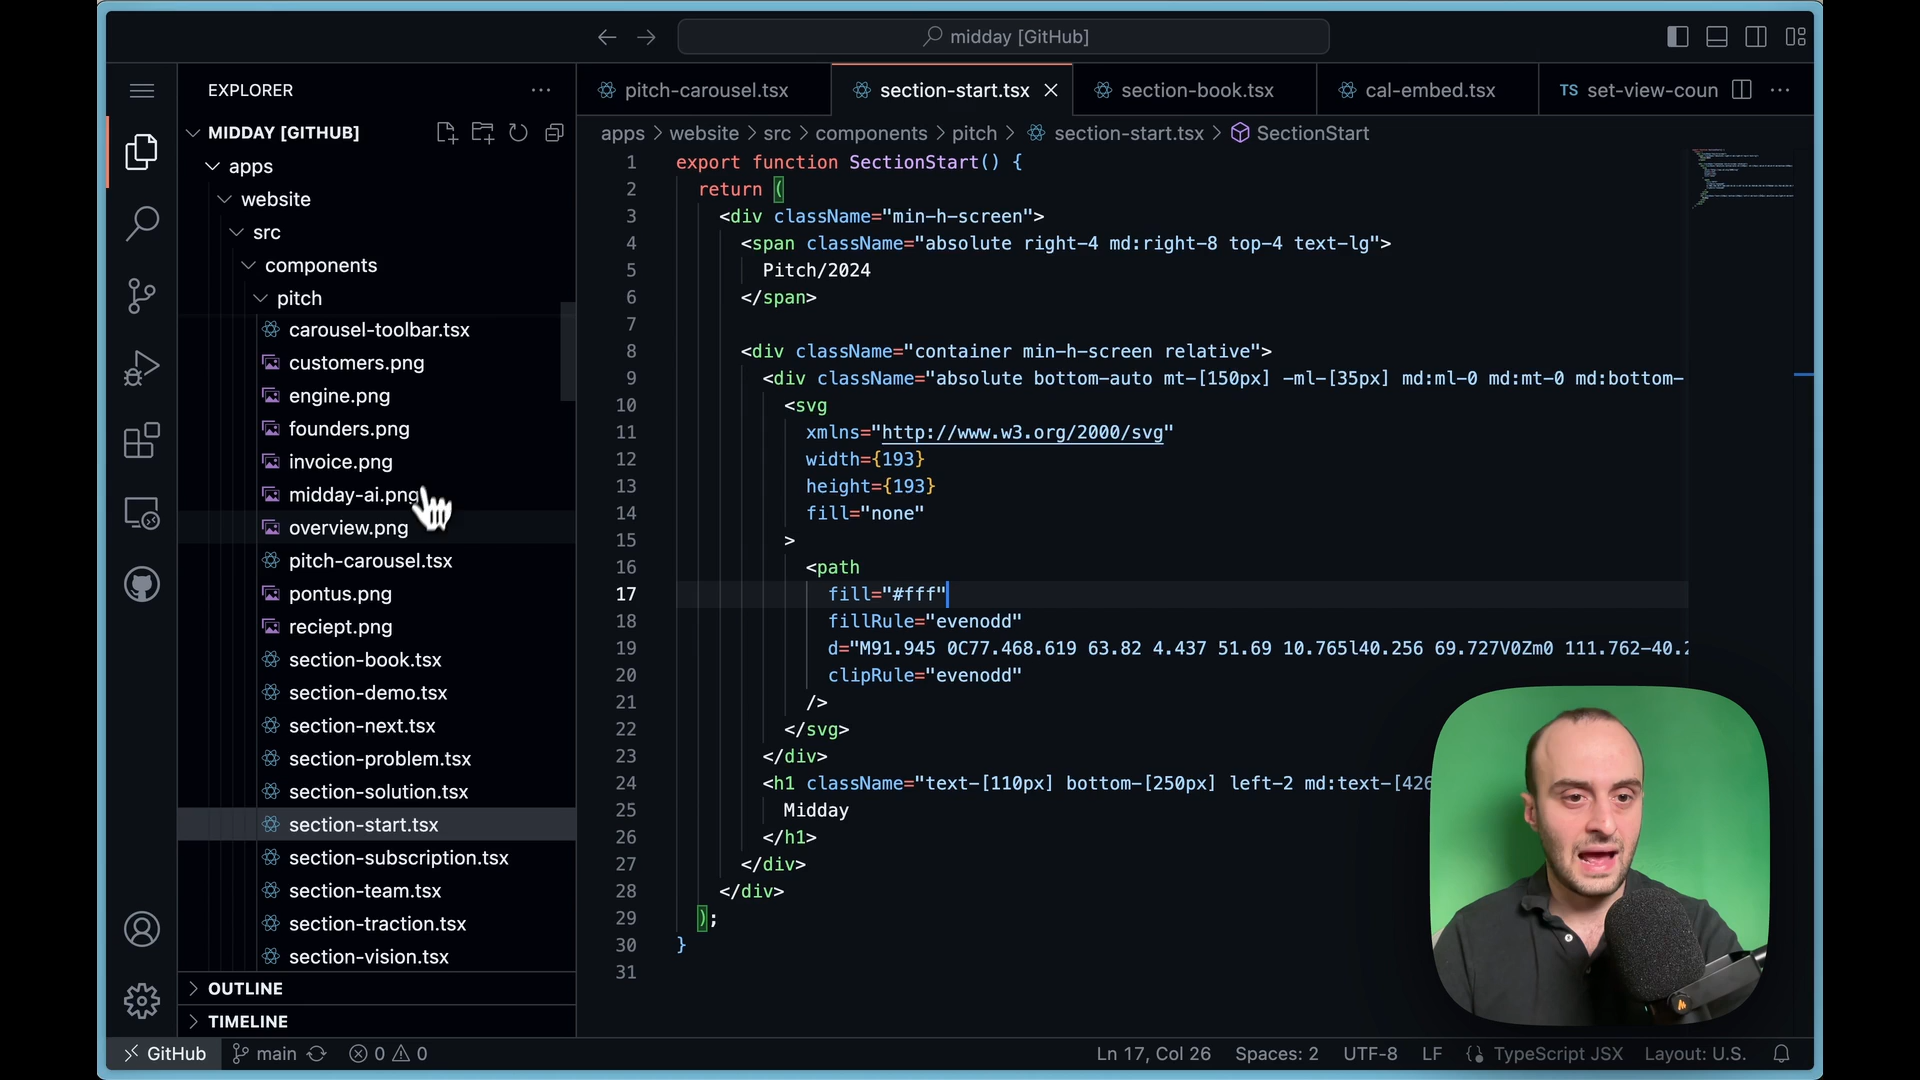 midday [GitHub]
EXPLORER
MIDDAY [GITHUB]
apps
website
src
components
pitch
carousel-toolbar.tsx
customers.png
engine.png
founders.png
invoice.png
midday-ai.png
overview.png
pitch-carousel.tsx
pontus.png
reciept.png
section-book.tsx
section-demo.tsx
section-next.tsx
section-problem.tsx
section-solution.tsx
section-start.tsx
section-subscription.tsx
section-team.tsx
section-traction.tsx
section-vision.tsx
OUTLINE
TIMELINE
pitch-carousel.tsx section-start.tsx section-book.tsx cal-embed.tsx TS set-view-coun
apps > website > src > components > pitch > section-start.tsx > SectionStart
1 export function SectionStart() {
2 return (
3 <div className="min-h-screen">
4 <span className="absolute right-4 md:right-8 top-4 text-lg">
5 Pitch/2024
6 </span>
7
8 <div className="container min-h-screen relative">
9 <div className="absolute bottom-auto mt-[150px] -ml-[35px] md:ml-0 md:mt-0 md:bottom-
10 <svg
11 xmlns="http://www.w3.org/2000/svg"
12 width={193}
13 height={193}
14 fill="none"
15 >
16 <path
17 fill="#fff"
18 fillRule="evenodd"
19 d="M91.945 0C77.468.619 63.82 4.437 51.69 10.765l40.256 69.727V0Zm0 111.762-40.2
20 clipRule="evenodd"
21 />
22 </svg>
23 </div>
24 <h1 className="text-[110px] bottom-[250px] left-2 md:text-[426
25 Midday
26 </h1>
27 </div>
28 </div>
29 );
30 }
31
GitHub main 0 0 Ln 17, Col 26 Spaces: 2 UTF-8 LF TypeScript JSX Layout: U.S.